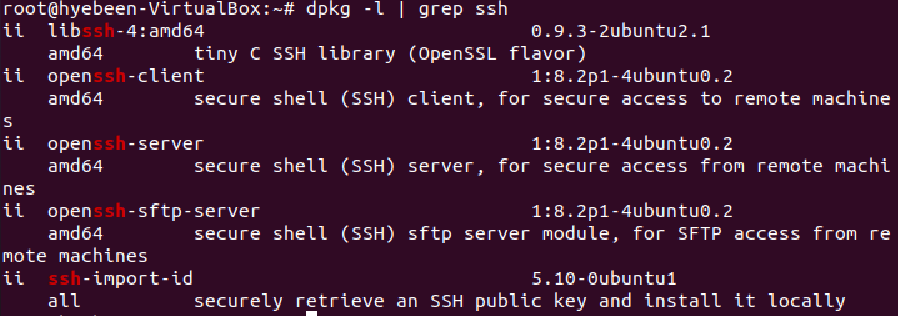 root@hyebeen-VirtualBox:~# dpkg -l | grep ssh
ii  libssh-4:amd64                                  0.9.3-2ubuntu2.1
    amd64        tiny C SSH library (OpenSSL flavor)
ii  openssh-client                                  1:8.2p1-4ubuntu0.2
    amd64        secure shell (SSH) client, for secure access to remote machine
s
ii  openssh-server                                  1:8.2p1-4ubuntu0.2
    amd64        secure shell (SSH) server, for secure access from remote machi
nes
ii  openssh-sftp-server                             1:8.2p1-4ubuntu0.2
    amd64        secure shell (SSH) sftp server module, for SFTP access from re
mote machines
ii  ssh-import-id                                   5.10-0ubuntu1
    all          securely retrieve an SSH public key and install it locally